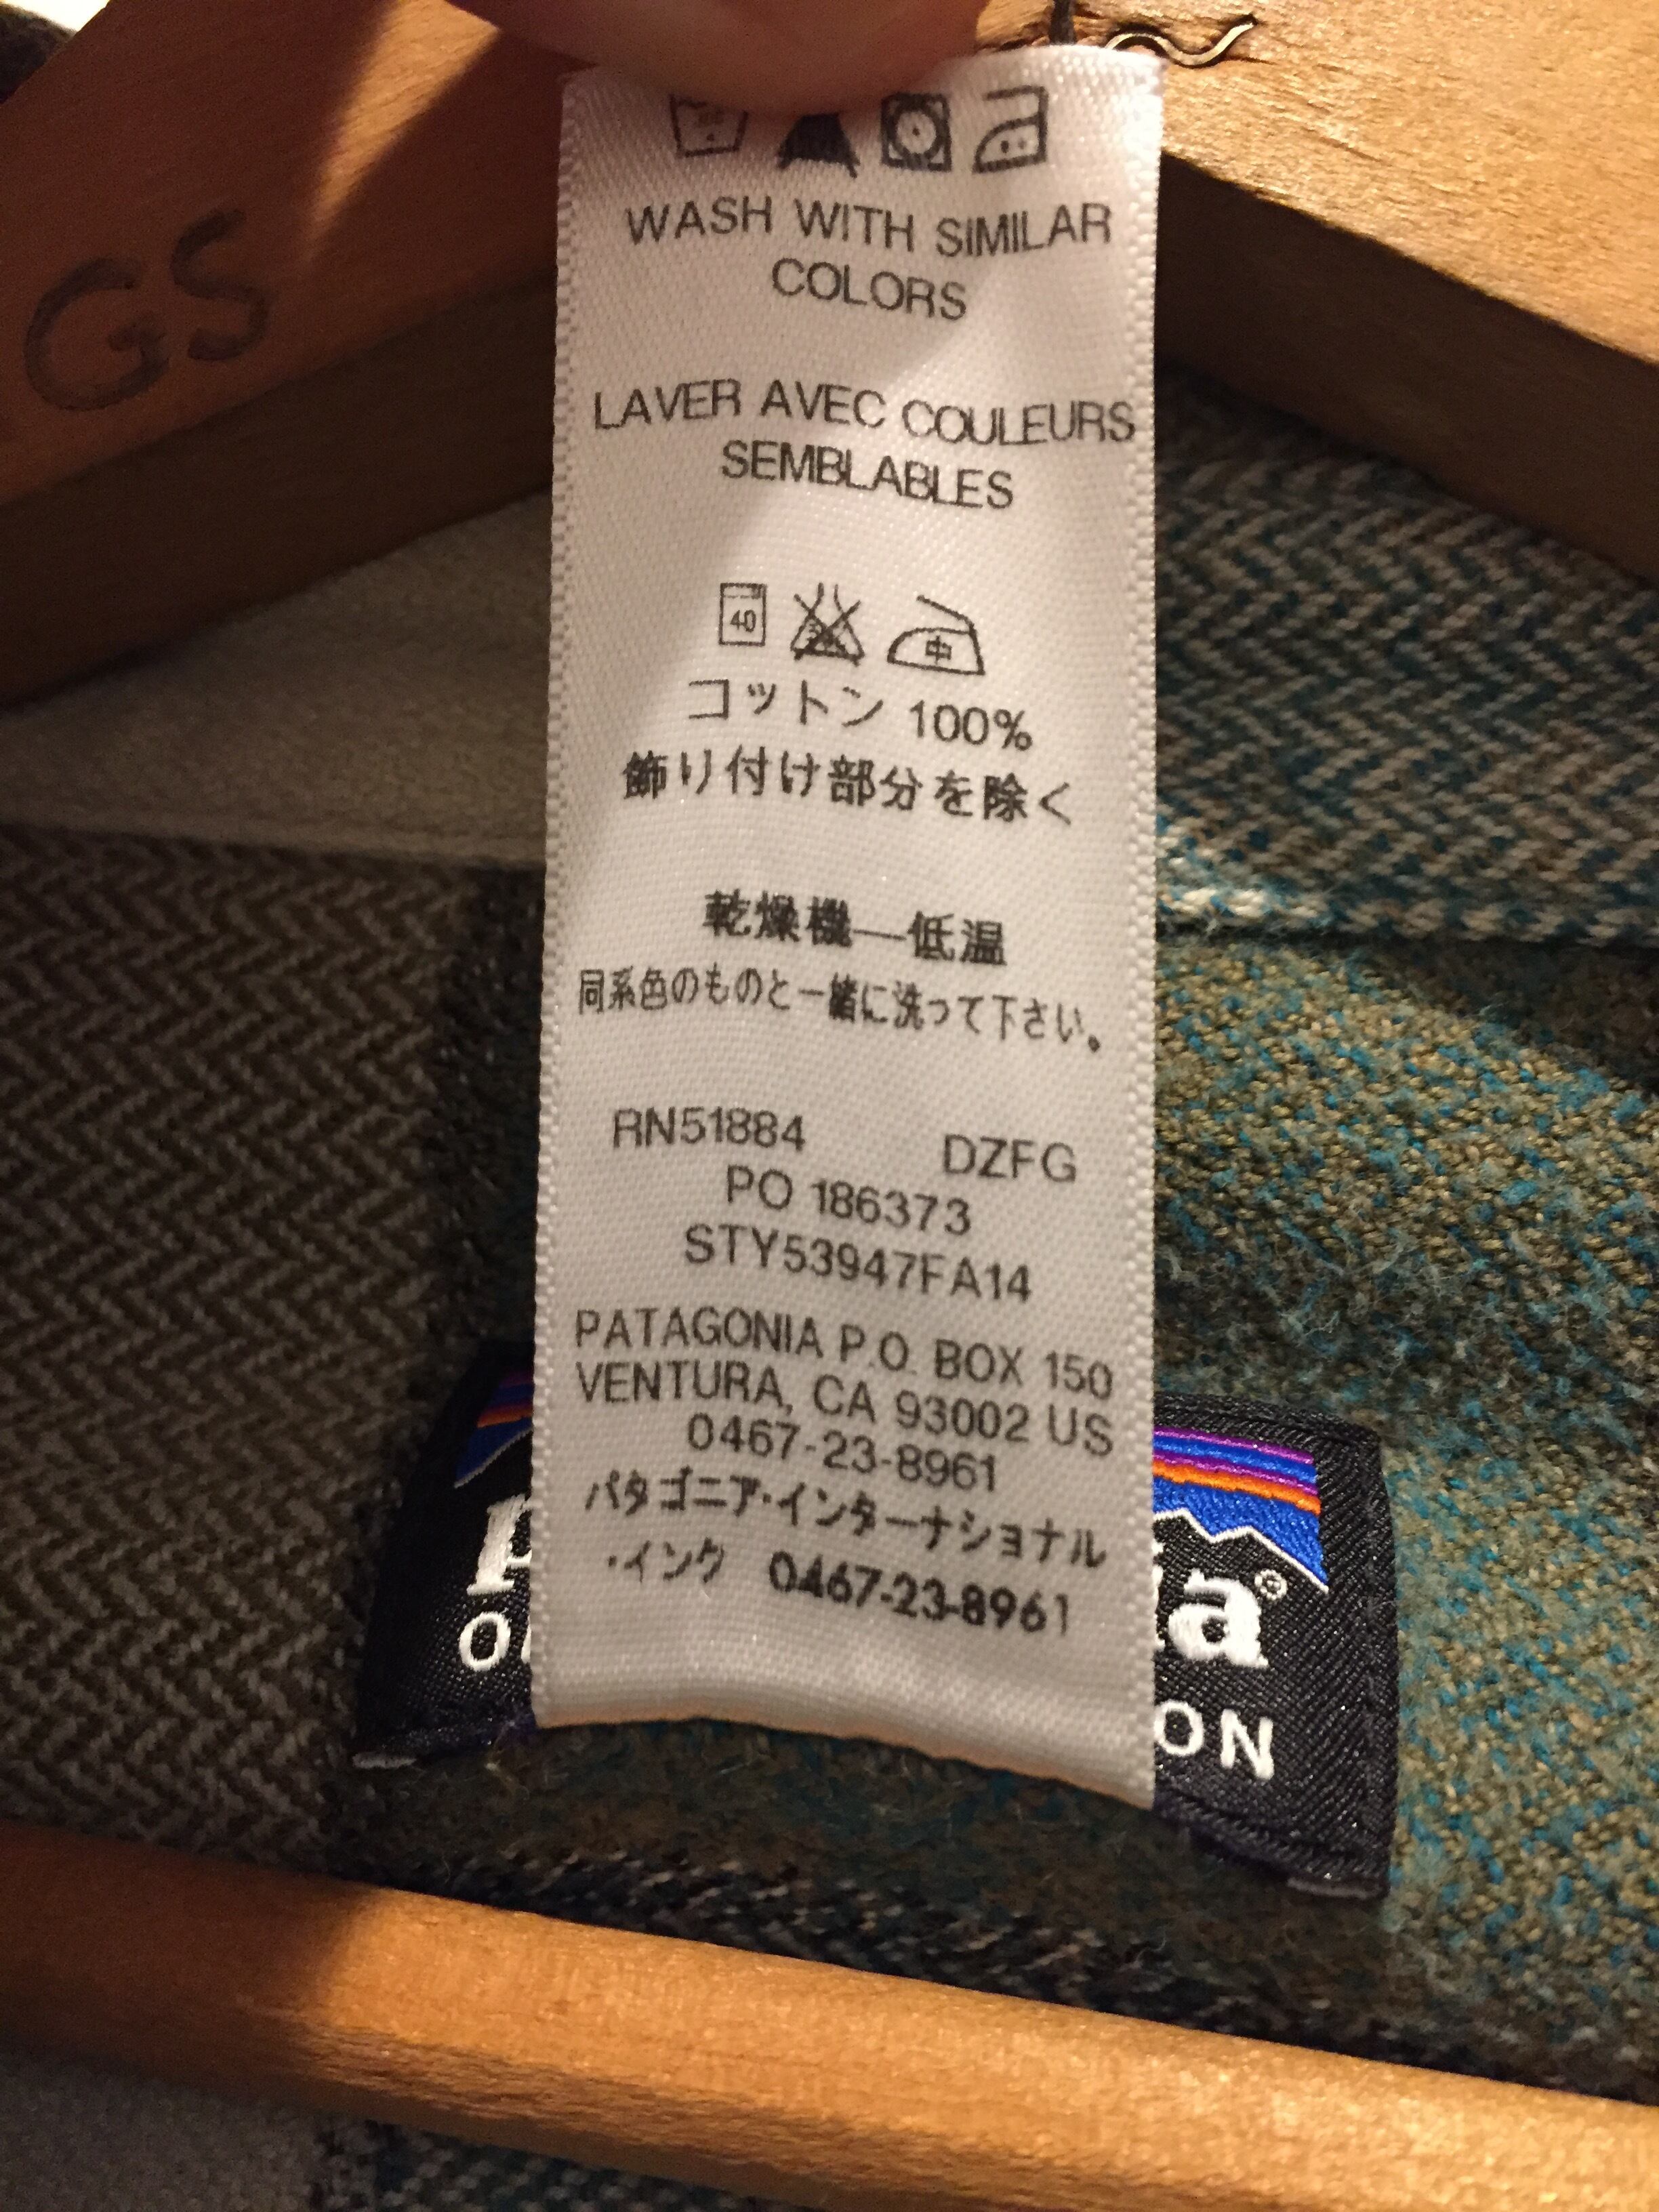 GS
WASH WITH SIMILAR
COLORS
LAVER AVEC COULEURS
SEMBLABLES
40 中
コットン 100%
飾り付け部分を除く
乾燥機—低温
同系色のものと一緒に洗って下さい。
RN51884 DZFG
PO 186373
STY53947FA14
PATAGONIA P.O. BOX 150
VENTURA, CA 93002 US
0467-23-8961
パタゴニア·インターナショナル
·インク 0467-23-8961